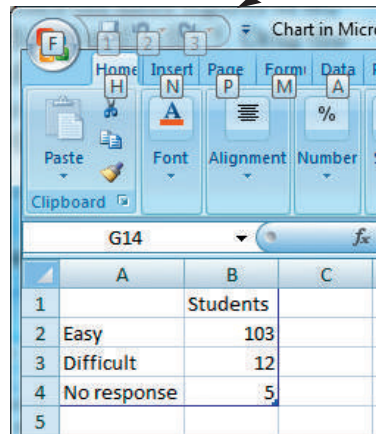 F 1 2 3 Chart in Micr
Home Insert Page Formu Data
H N P M A
Paste Font Alignment Number
A %
Clipboard
G14 fx
A B C
1 Students
2 Easy 103
3 Difficult 12
4 No response 5
5